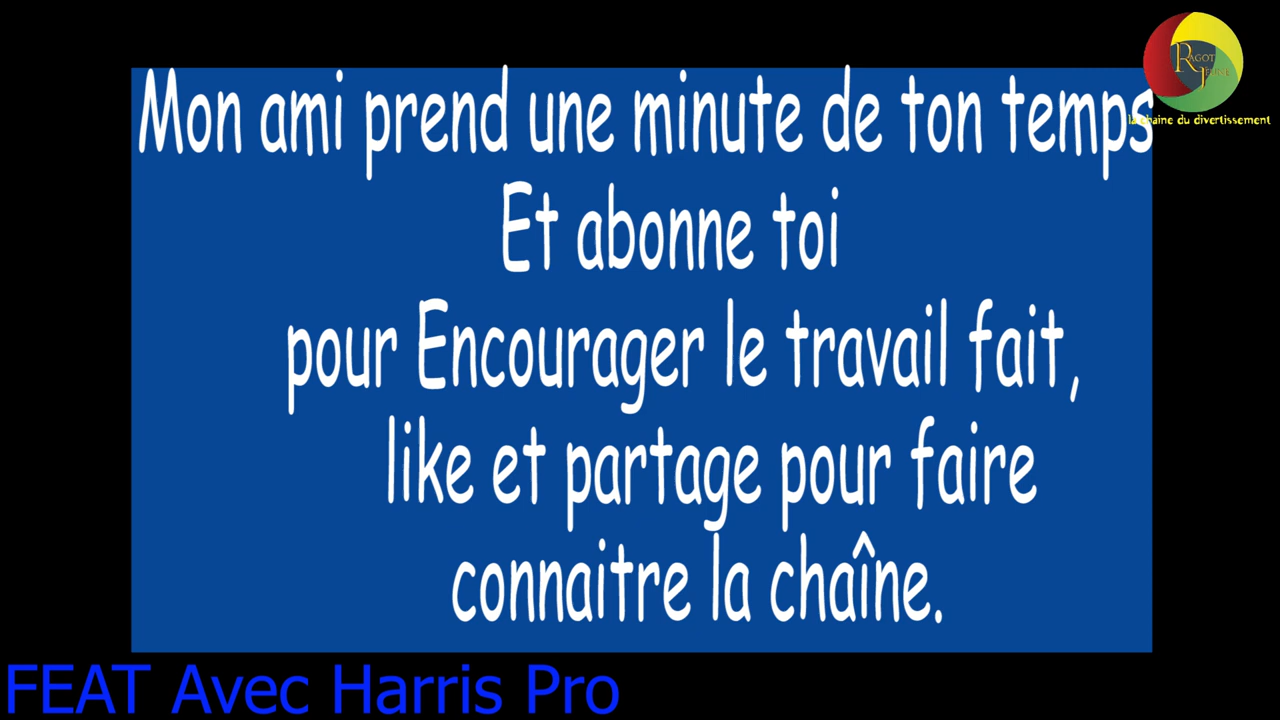 Mon ami prend une minute de ton temps
Et abonne toi
pour Encourager le travail fait,
like et partage pour faire
connaitre la chaîne.
RAGOT
la chaine du divertissement
FEAT Avec Harris Pro